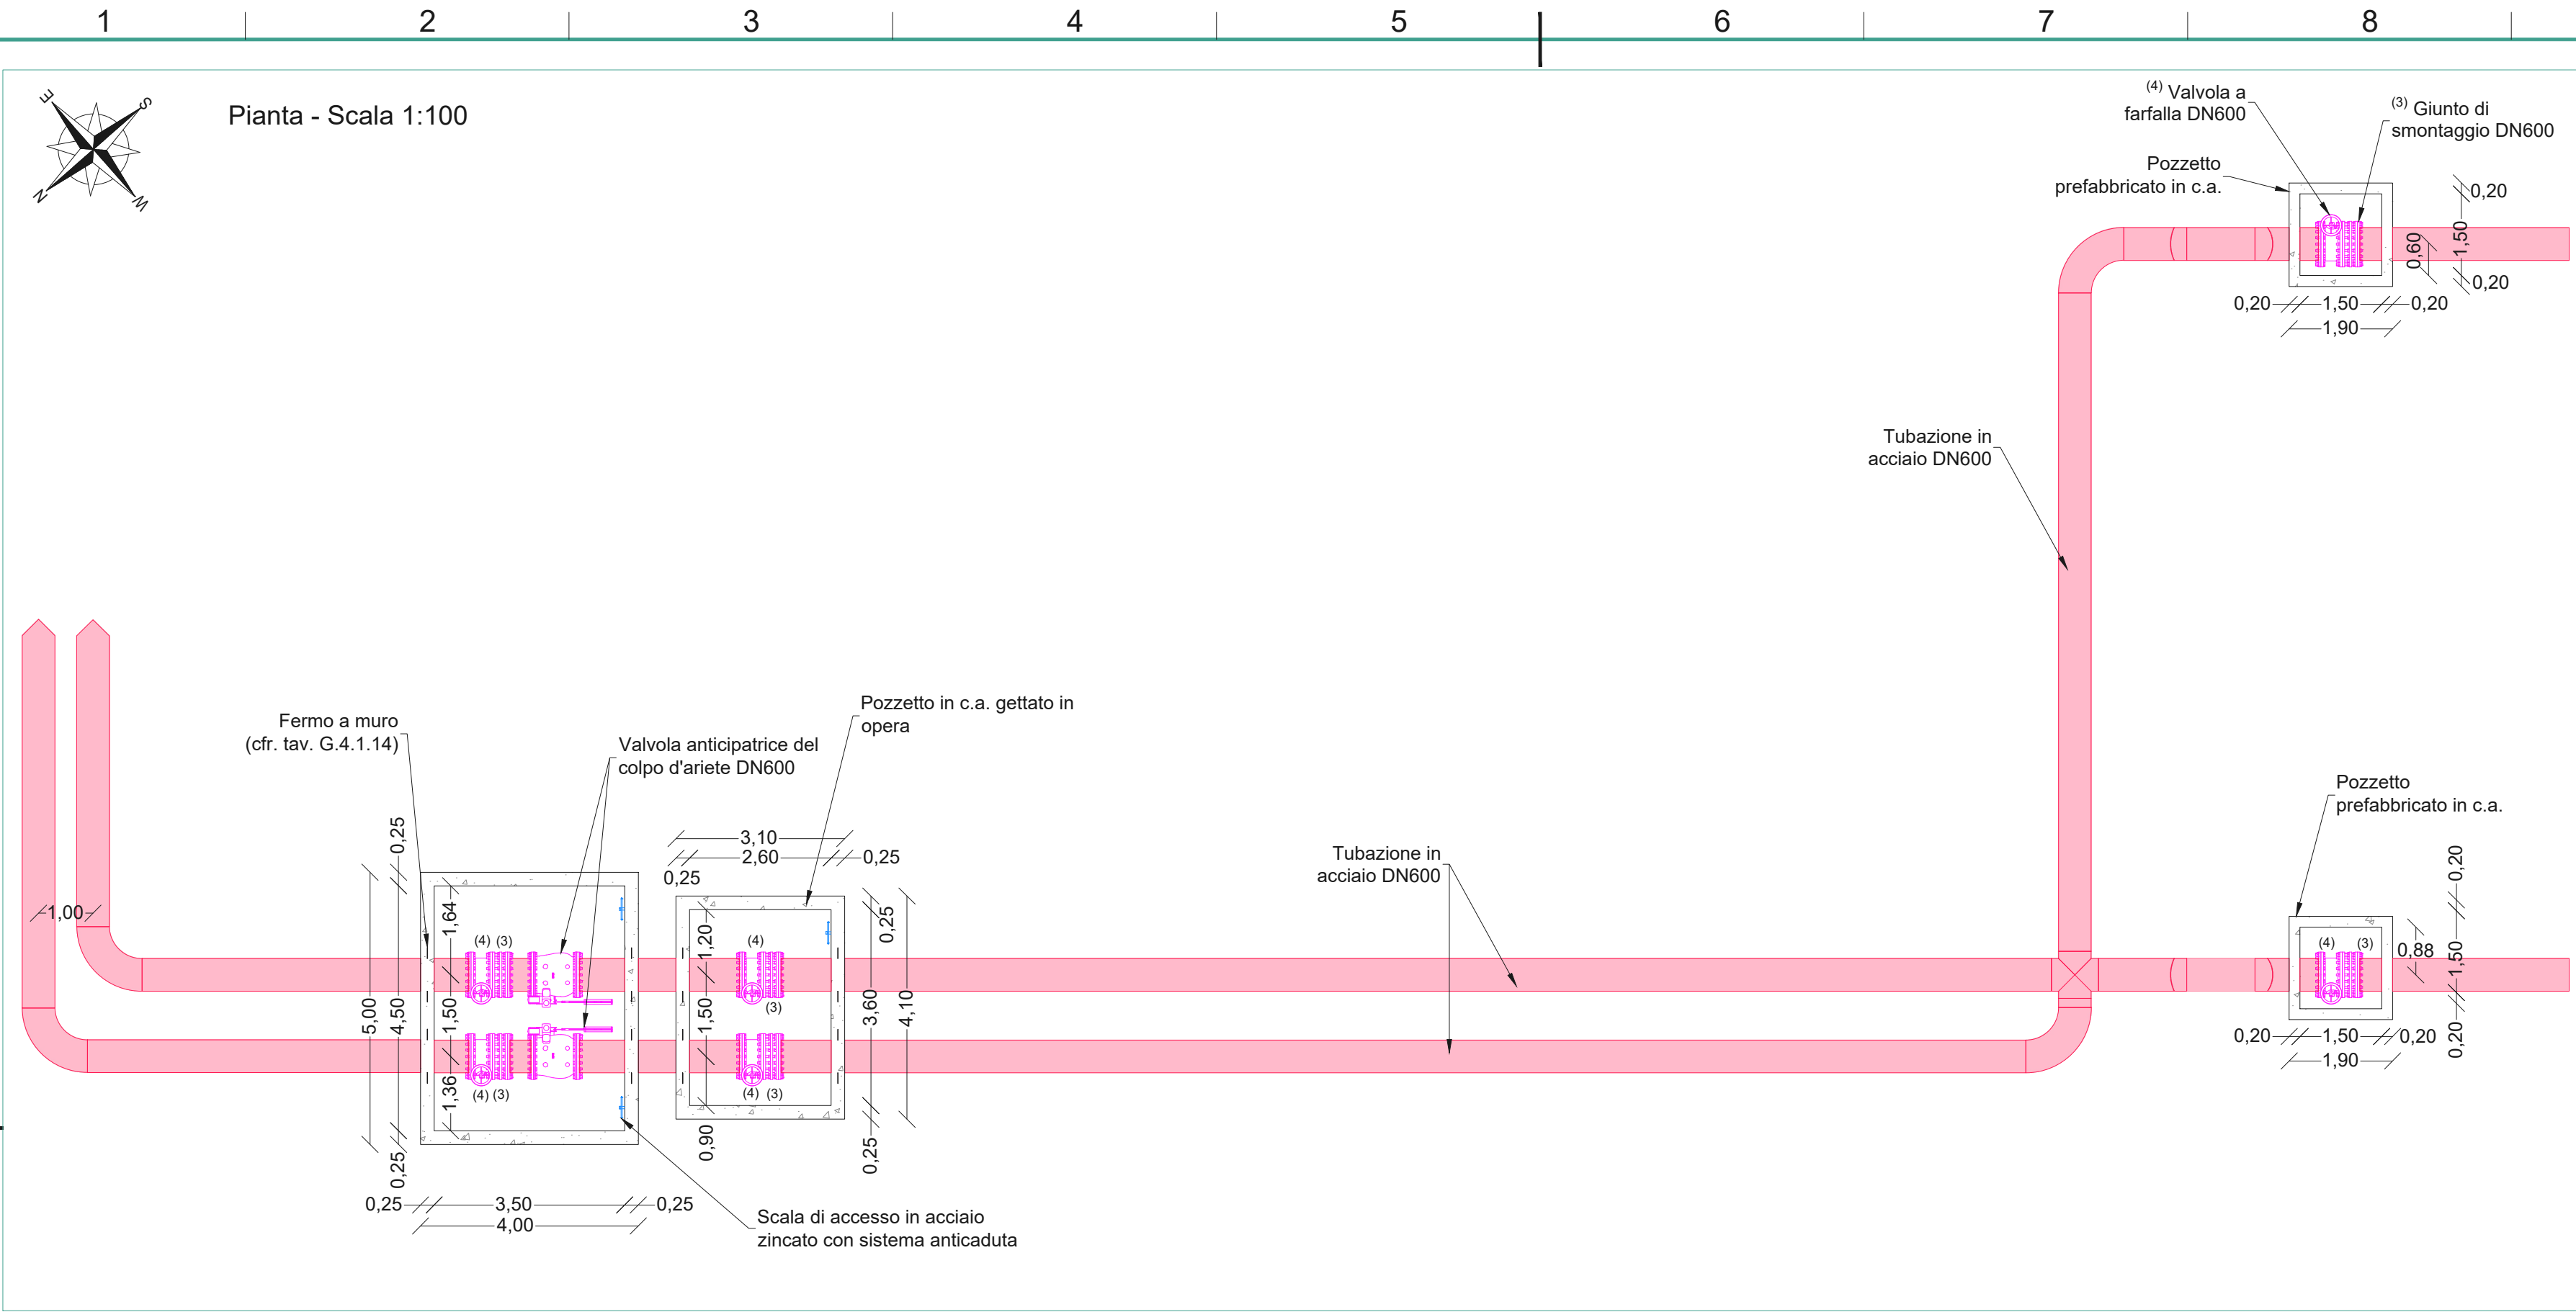 1 2 3 4 5 6 7 8
E S N W
Pianta - Scala 1:100
(4) Valvola a
farfalla DN600
(3) Giunto di
smontaggio DN600
Pozzetto
prefabbricato in c.a.
0,20
1,50
0,60
0,20
0,20 1,50 0,20
1,90
Tubazione in
acciaio DN600
Fermo a muro
(cfr. tav. G.4.1.14)
Valvola anticipatrice del
colpo d'ariete DN600
Pozzetto in c.a. gettato in
opera
1,00
0,25
5,00
4,50
0,25
1,64
1,50
1,36
(4) (3)
(4) (3)
0,25 3,50 0,25
4,00
Scala di accesso in acciaio
zincato con sistema anticaduta
3,10
2,60 0,25
0,25
1,20
1,50
0,90
(4)
(3)
(4) (3)
0,25
3,60
4,10
0,25
Tubazione in
acciaio DN600
Pozzetto
prefabbricato in c.a.
(4) (3)
0,88
0,20
1,50
0,20
0,20 1,50 0,20
1,90